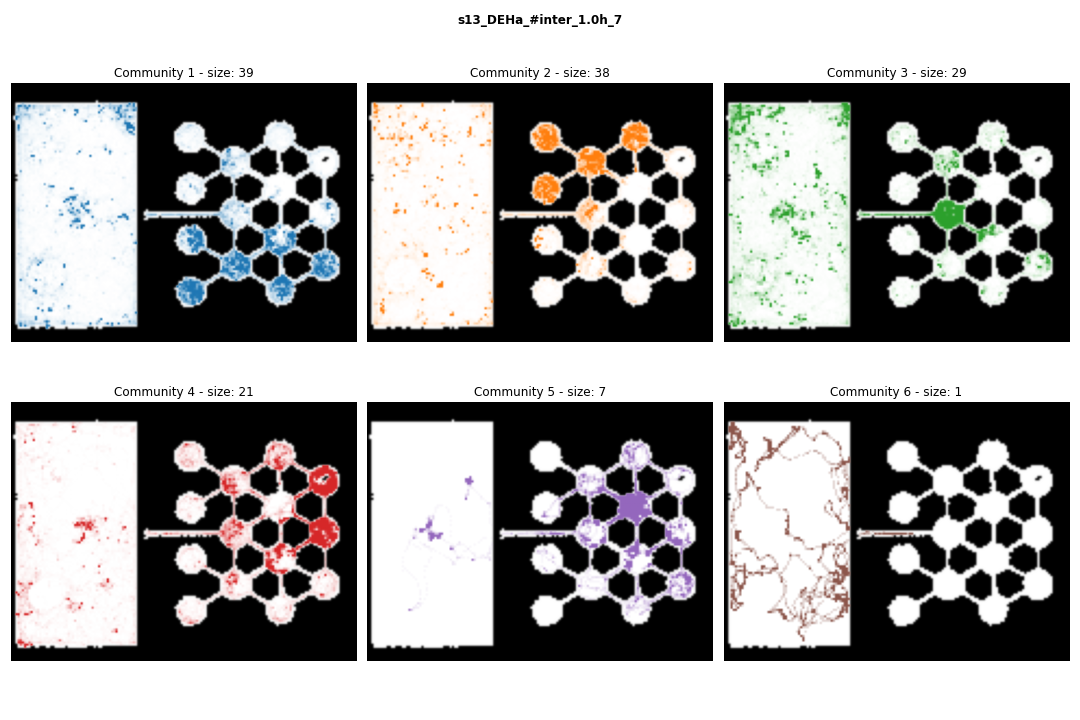 s13_DEHa_#inter_1.0h_7
Community 1 - size: 39
Community 2 - size: 38
Community 3 - size: 29
Community 4 - size: 21
Community 5 - size: 7
Community 6 - size: 1